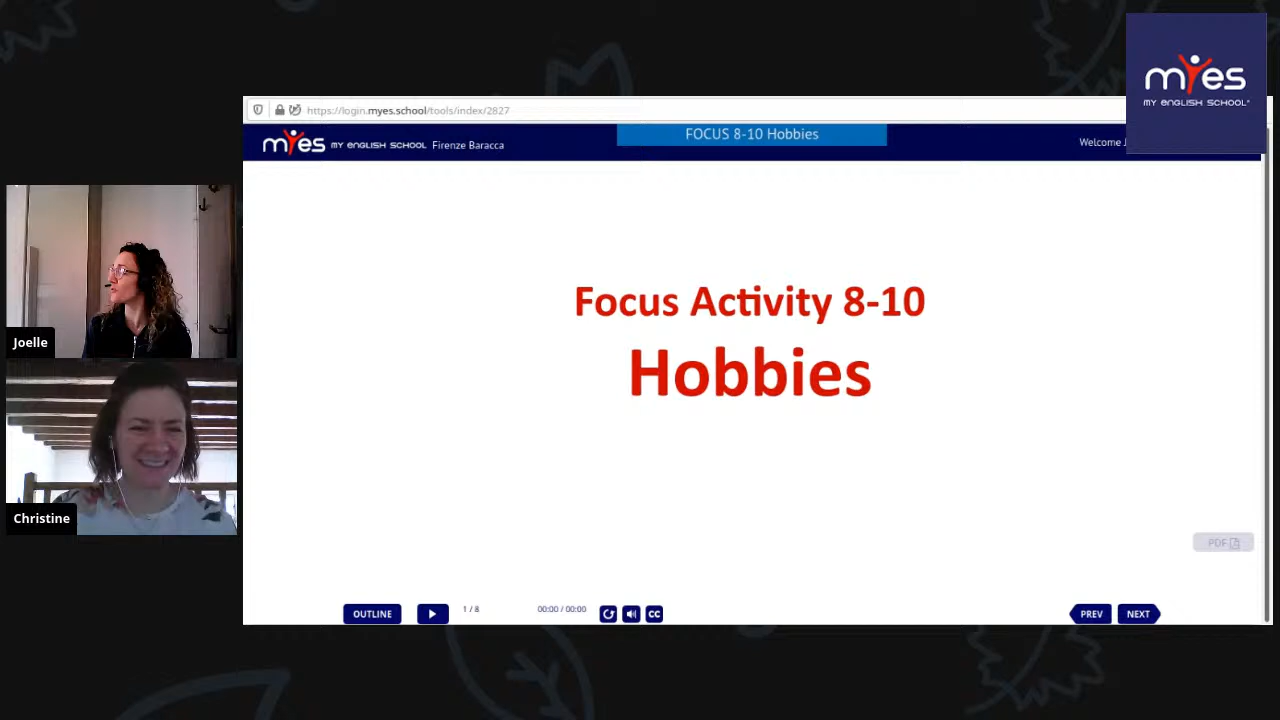 myes
MY ENGLISH SCHOOL
https://login.myes.school/tools/index/2827
myes MY ENGLISH SCHOOL Firenze Baracca
FOCUS 8-10 Hobbies
Welcome J
Focus Activity 8-10
Hobbies
Joelle
Christine
PDF
OUTLINE
1 / 8
00:00 / 00:00
CC
PREV
NEXT